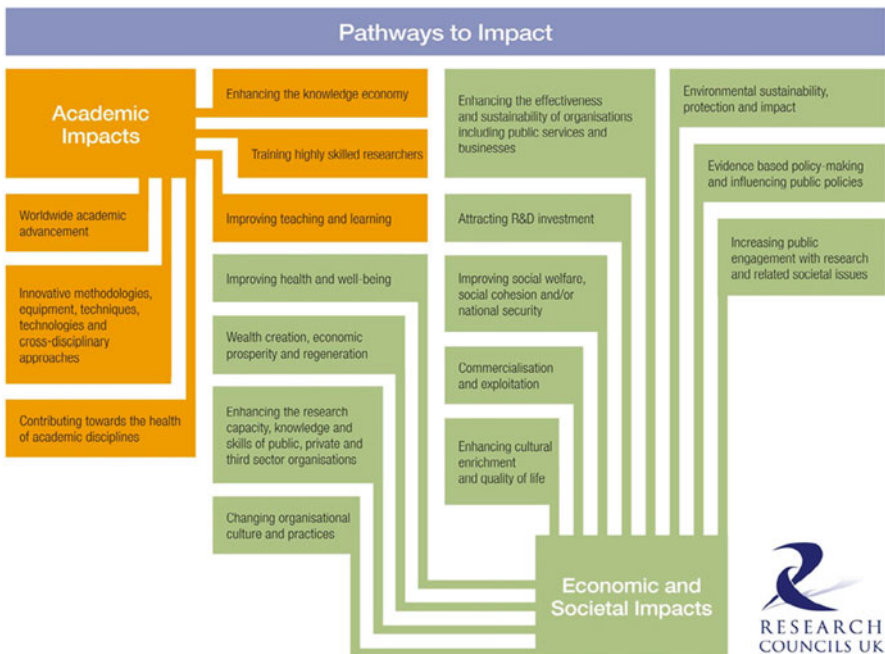 Pathways to Impact
Academic
Impacts
Worldwide academic
advancement
Innovative methodologies,
equipment, techniques,
technologies and
cross-disciplinary
approaches
Contributing towards the health
of academic disciplines
Enhancing the knowledge economy
Training highly skilled researchers
Improving teaching and learning
Improving health and well-being
Wealth creation, economic
prosperity and regeneration
Enhancing the research
capacity, knowledge and
skills of public, private and
third sector organisations
Changing organisational
culture and practices
Enhancing the effectiveness
and sustainability of organisations
including public services and
businesses
Attracting R&D investment
Improving social welfare,
social cohesion and/or
national security
Commercialisation
and exploitation
Enhancing cultural
enrichment
and quality of life
Environmental sustainability,
protection and impact
Evidence based policy-making
and influencing public policies
Increasing public
engagement with research
and related societal issues
Economic and
Societal Impacts
RESEARCH
COUNCILS UK